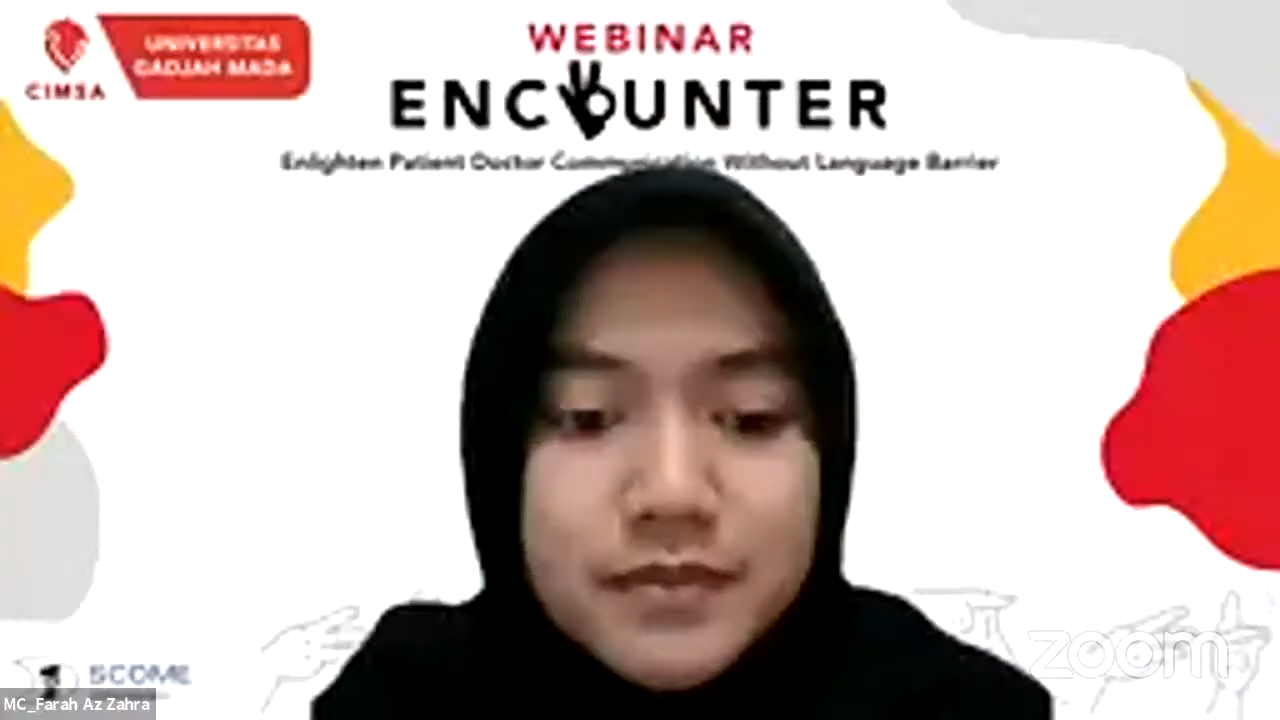 CIMSA
UNIVERSITAS
GADJAH MADA
WEBINAR
ENCOUNTER
Enlighten Patient Doctor Communication Without Language Barrier
zoom
SCOME
MC_Farah Az Zahra